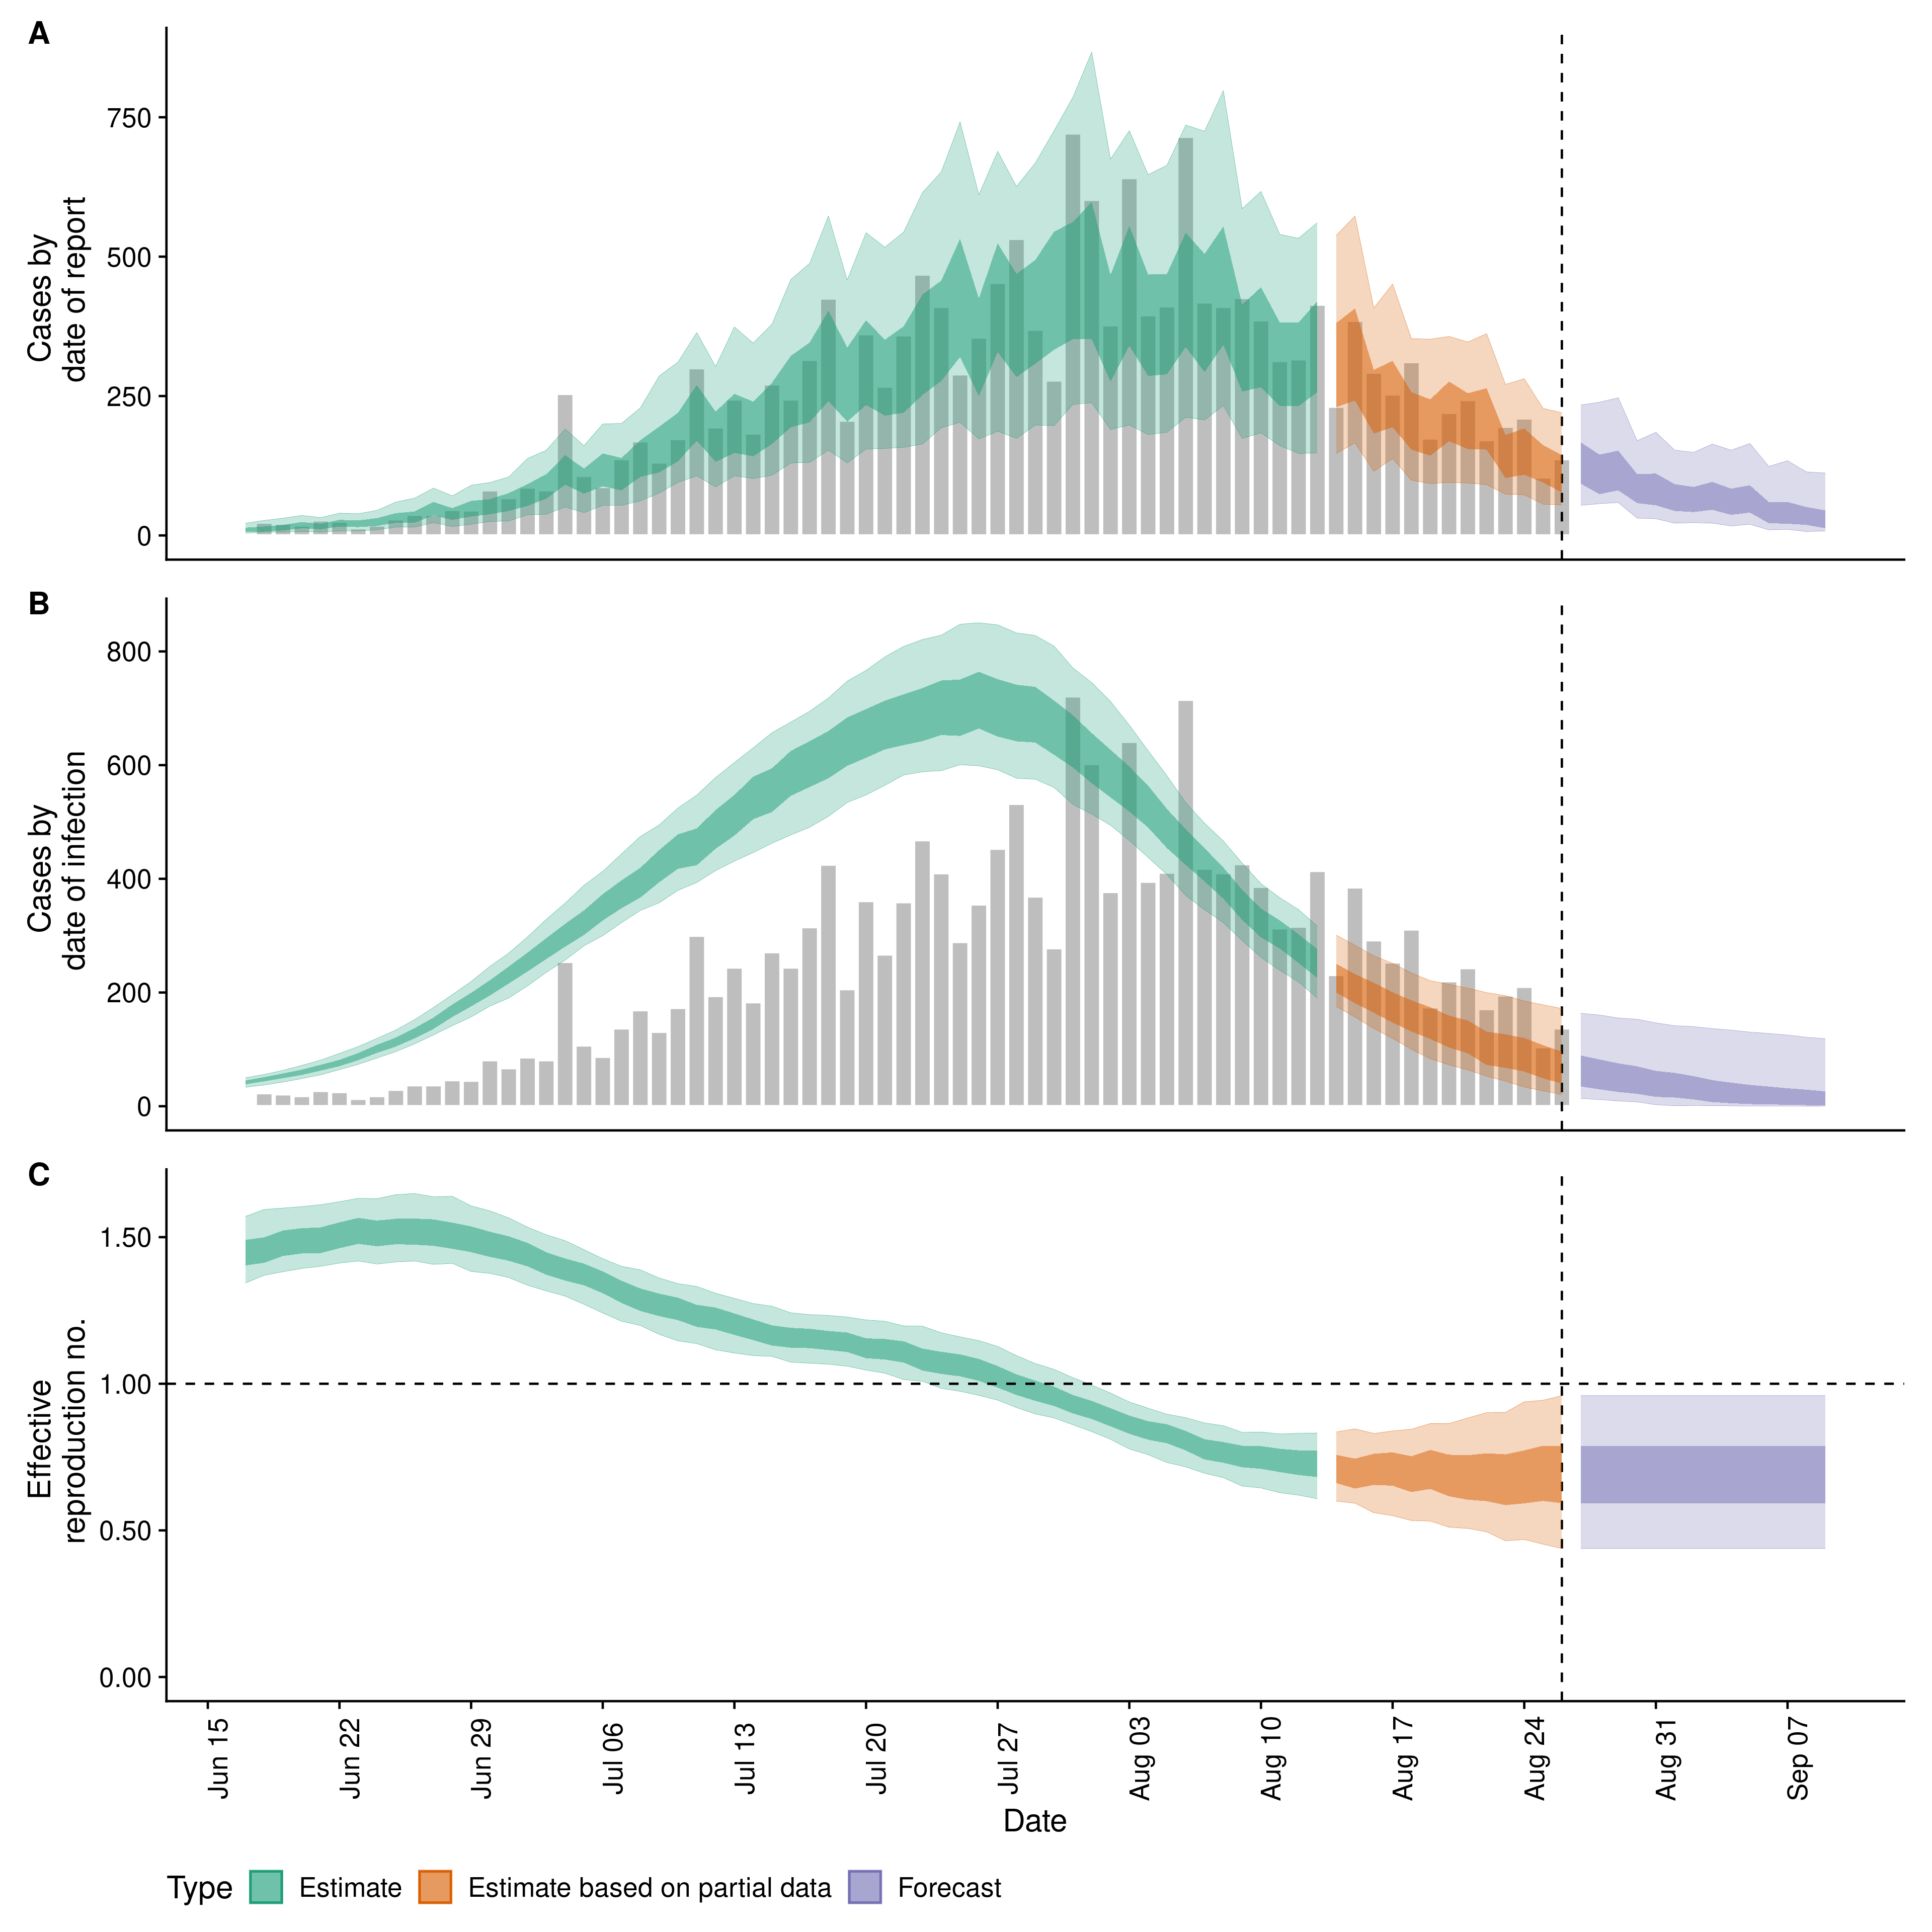 A
Cases by
date of report
750
500
250
0
B
Cases by
date of infection
800
600
400
200
0
C
Effective
reproduction no.
1.50
1.00
0.50
0.00
Jun 15
Jun 22
Jun 29
Jul 06
Jul 13
Jul 20
Jul 27
Aug 03
Aug 10
Aug 17
Aug 24
Aug 31
Sep 07
Date
Type Estimate Estimate based on partial data Forecast